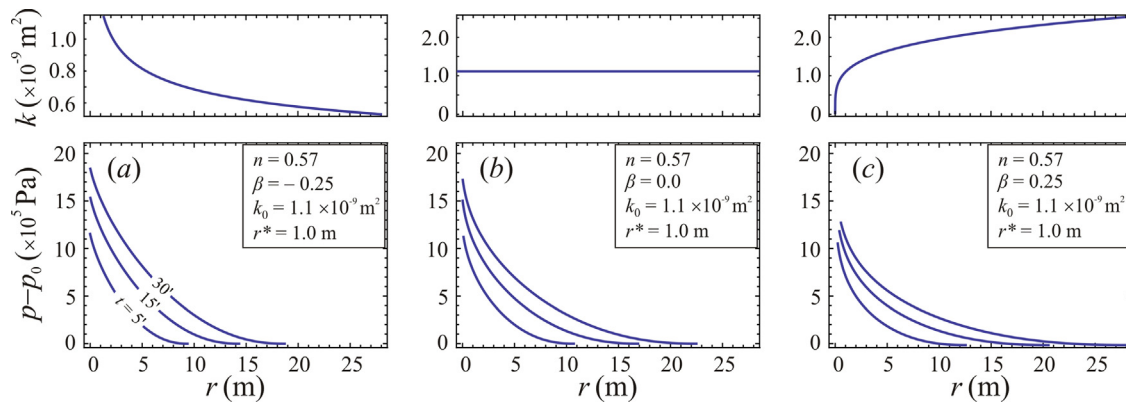 k (×10⁻⁹ m²)
1.0
0.8
0.6
2.0
1.0
0
2.0
1.0
0
p–p₀ (×10⁵ Pa)
20
15
10
5
0
(a)
n = 0.57
β = – 0.25
k₀ = 1.1 ×10⁻⁹ m²
r* = 1.0 m
30'
15'
t = 5'
0 5 10 15 20 25
r (m)
20
15
10
5
0
(b)
n = 0.57
β = 0.0
k₀ = 1.1 ×10⁻⁹ m²
r* = 1.0 m
0 5 10 15 20 25
r (m)
20
15
10
5
0
(c)
n = 0.57
β = 0.25
k₀ = 1.1 ×10⁻⁹ m²
r* = 1.0 m
0 5 10 15 20 25
r (m)